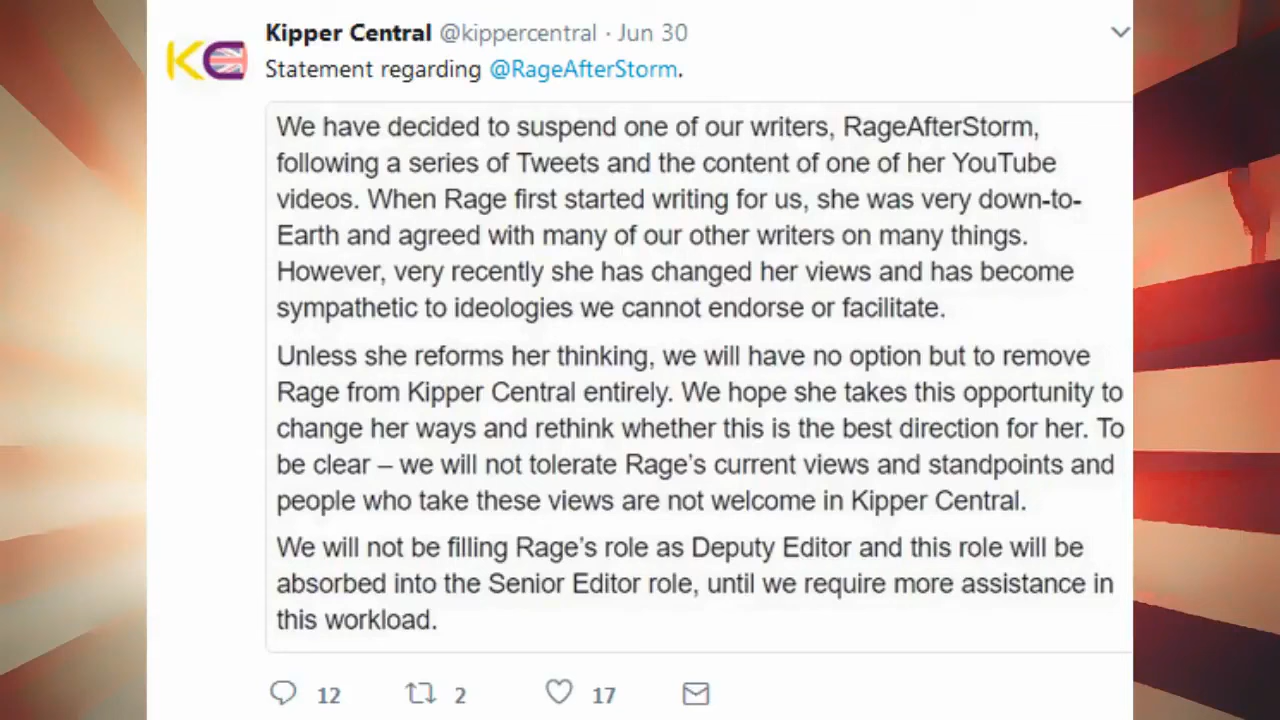 KC
Kipper Central @kippercentral · Jun 30
Statement regarding @RageAfterStorm.
We have decided to suspend one of our writers, RageAfterStorm,
following a series of Tweets and the content of one of her YouTube
videos. When Rage first started writing for us, she was very down-to-
Earth and agreed with many of our other writers on many things.
However, very recently she has changed her views and has become
sympathetic to ideologies we cannot endorse or facilitate.
Unless she reforms her thinking, we will have no option but to remove
Rage from Kipper Central entirely. We hope she takes this opportunity to
change her ways and rethink whether this is the best direction for her. To
be clear – we will not tolerate Rage's current views and standpoints and
people who take these views are not welcome in Kipper Central.
We will not be filling Rage's role as Deputy Editor and this role will be
absorbed into the Senior Editor role, until we require more assistance in
this workload.
12 2 17